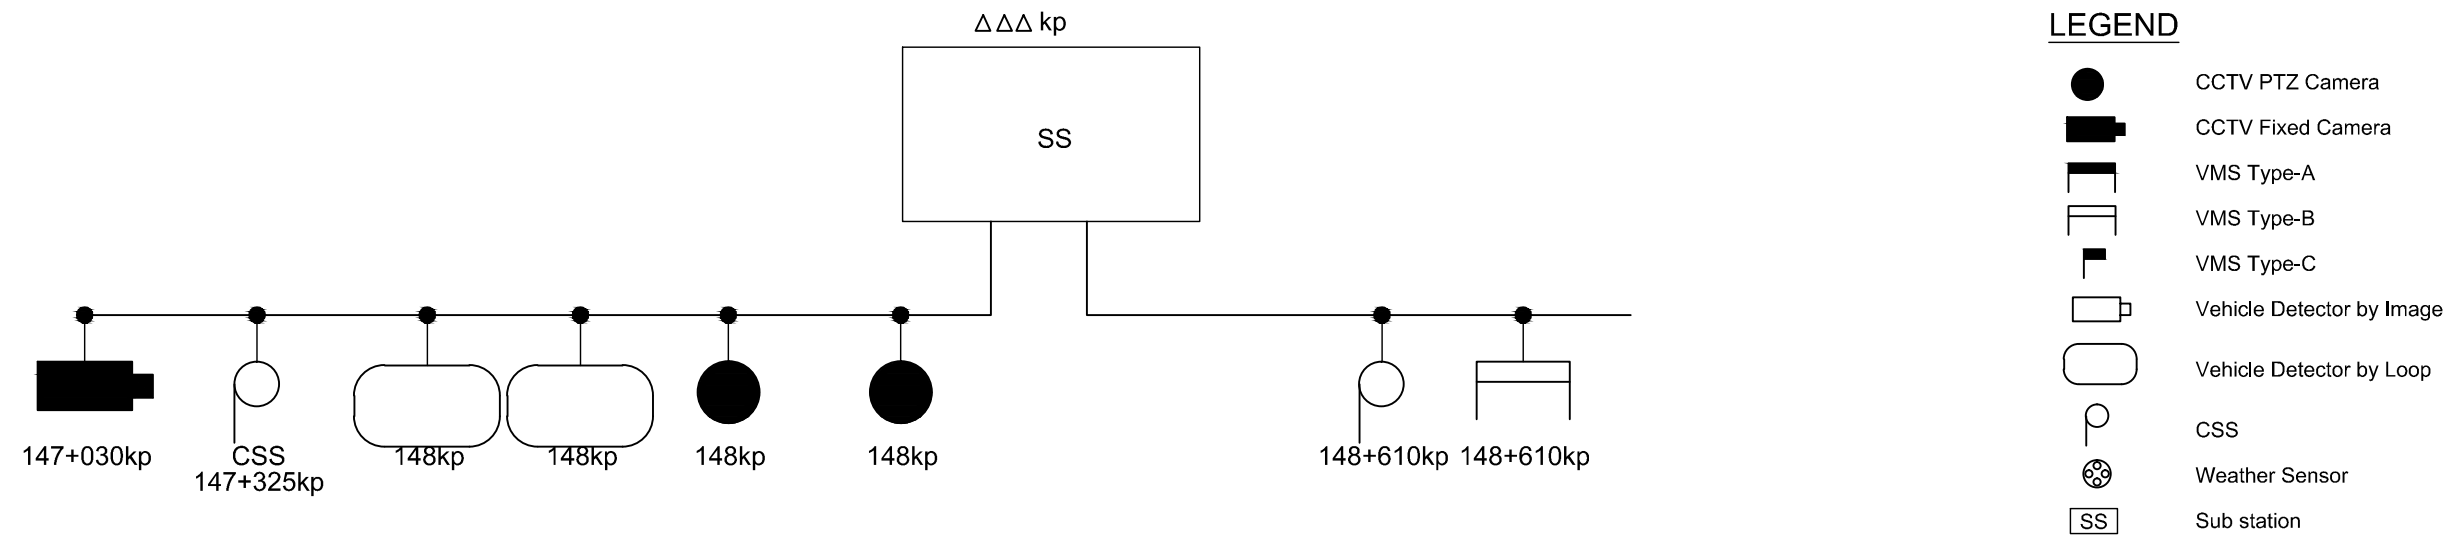 △△△ kp
SS
147+030kp
CSS
147+325kp
148kp
148kp
148kp
148kp
148+610kp
148+610kp
LEGEND
CCTV PTZ Camera
CCTV Fixed Camera
VMS Type-A
VMS Type-B
VMS Type-C
Vehicle Detector by Image
Vehicle Detector by Loop
CSS
Weather Sensor
SS Sub station